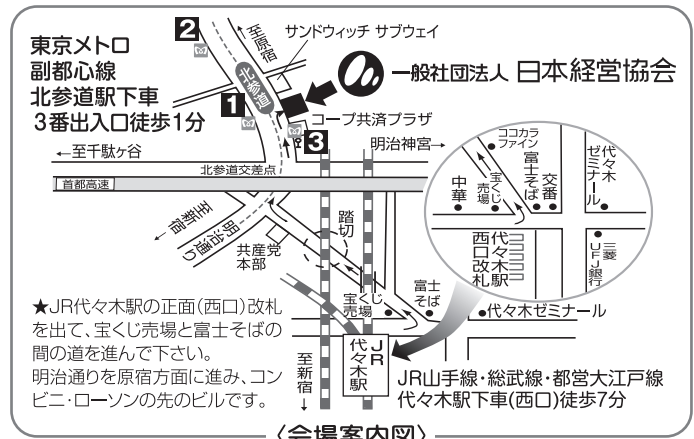 東京メトロ
副都心線
北参道駅下車
3番出入口徒歩1分
2
至原宿
サンドウィッチ サブウェイ
北参道
一般社団法人 日本経営協会
1
コープ共済プラザ
3
明治神宮→
←至千駄ヶ谷
北参道交差点
首都高速
至新宿
明治通り
共産党
本部
踏切
宝くじ
売場
富士
そば
代々木ゼミナール
ココカラ
ファイン
中華
宝くじ
売場
富士そば
交番
代々木
ゼミナール
代々木駅
西口改札
三菱
UFJ銀行
★JR代々木駅の正面(西口)改札
を出て、宝くじ売場と富士そばの
間の道を進んで下さい。
明治通りを原宿方面に進み、コン
ビニ・ローソンの先のビルです。
至新宿→
JR
代々木駅
JR山手線・総武線・都営大江戸線
代々木駅下車(西口)徒歩7分
〈会場案内図〉